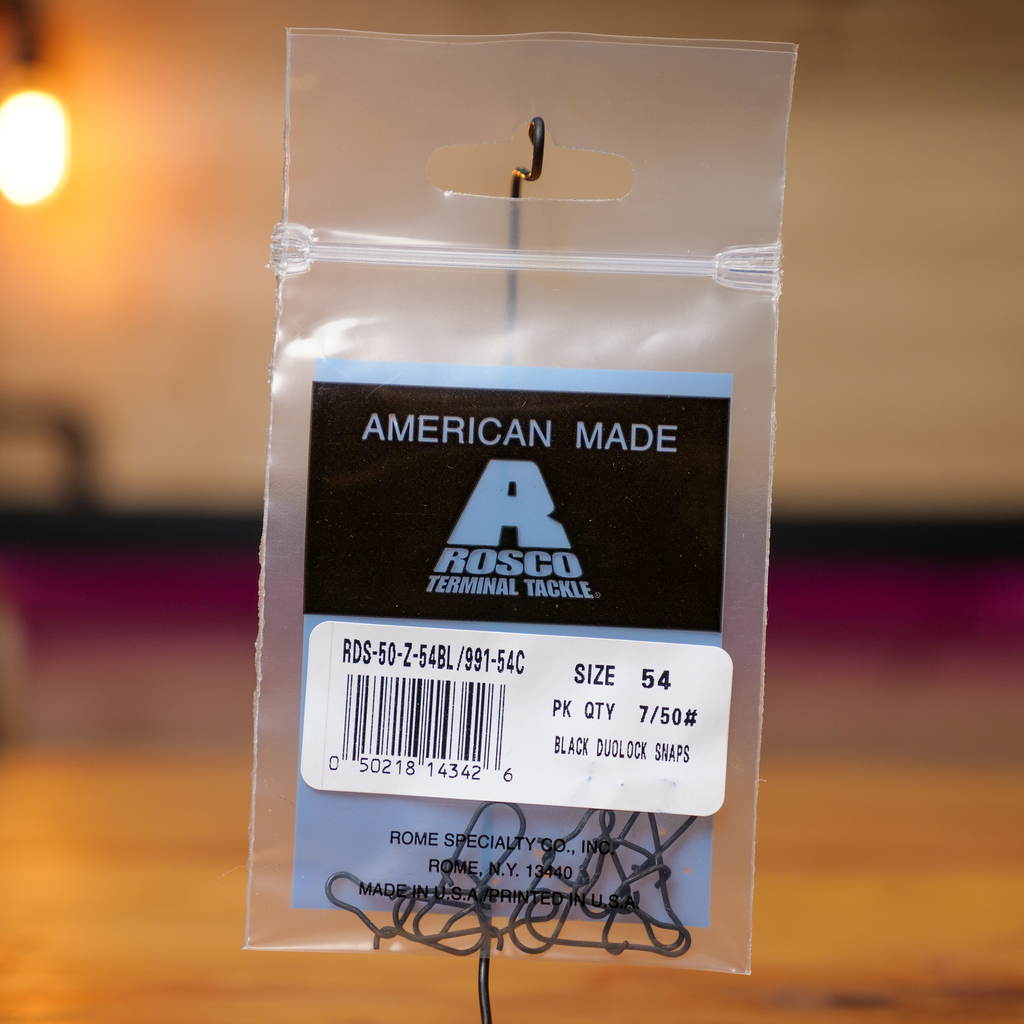 AMERICAN MADE
R
ROSCO
TERMINAL TACKLE®
RDS-50-Z-54BL/991-54C
SIZE 54
PK QTY 7/50#
BLACK DUOLOCK SNAPS
0 50218 14342 6
ROME SPECIALTY CO., INC.
ROME, N.Y. 13440
MADE IN U.S.A./PRINTED IN U.S.A.